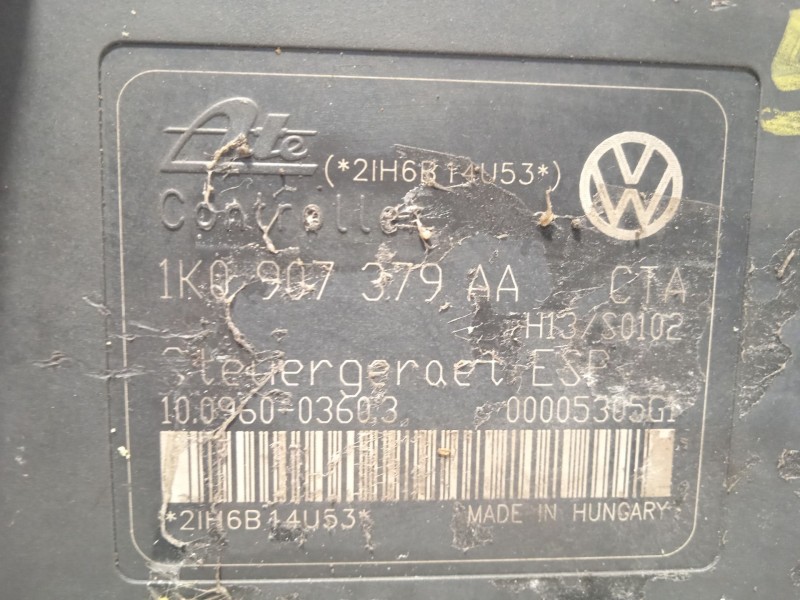 Ate (*2IH6B14U53*)
Controller
1K0 907 379 AA CTA
H13/S0102
Steuergeraet ESP
10.0960-0360.3 00005305G1
*2IH6B14U53*
MADE IN HUNGARY